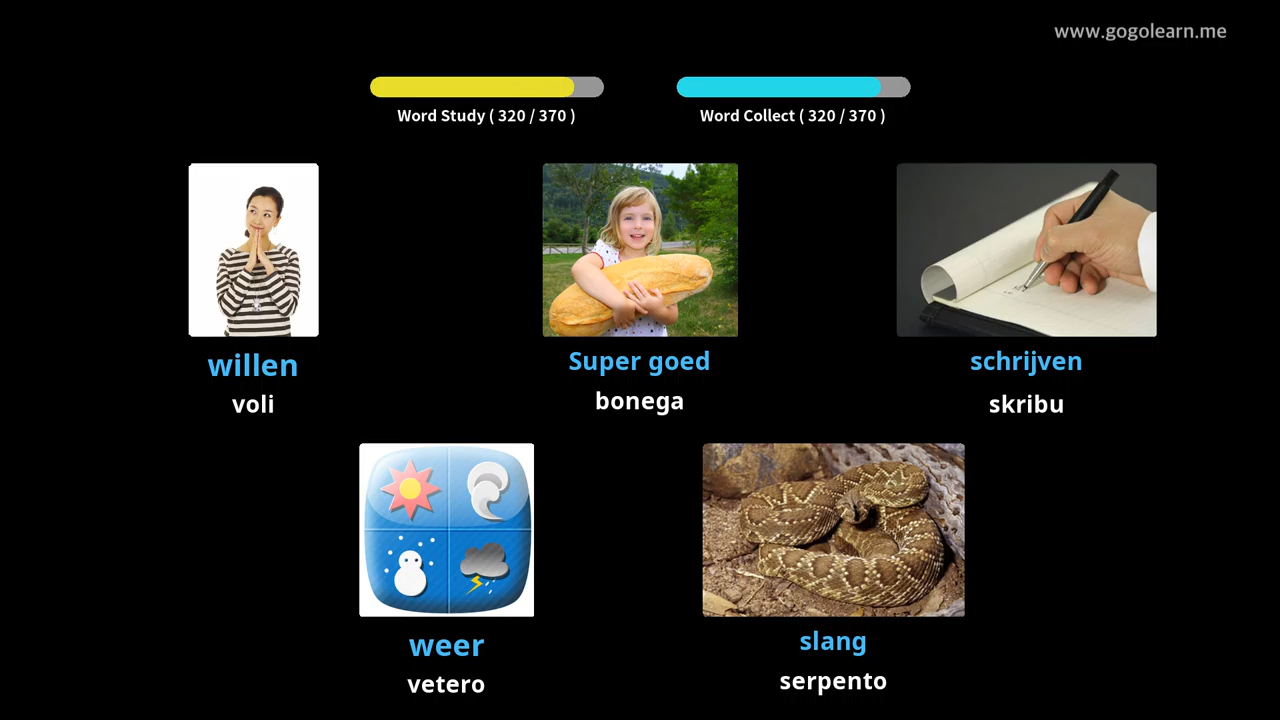 www.gogolearn.me
Word Study ( 320 / 370 )
Word Collect ( 320 / 370 )
willen
voli
Super goed
bonega
schrijven
skribu
weer
vetero
slang
serpento